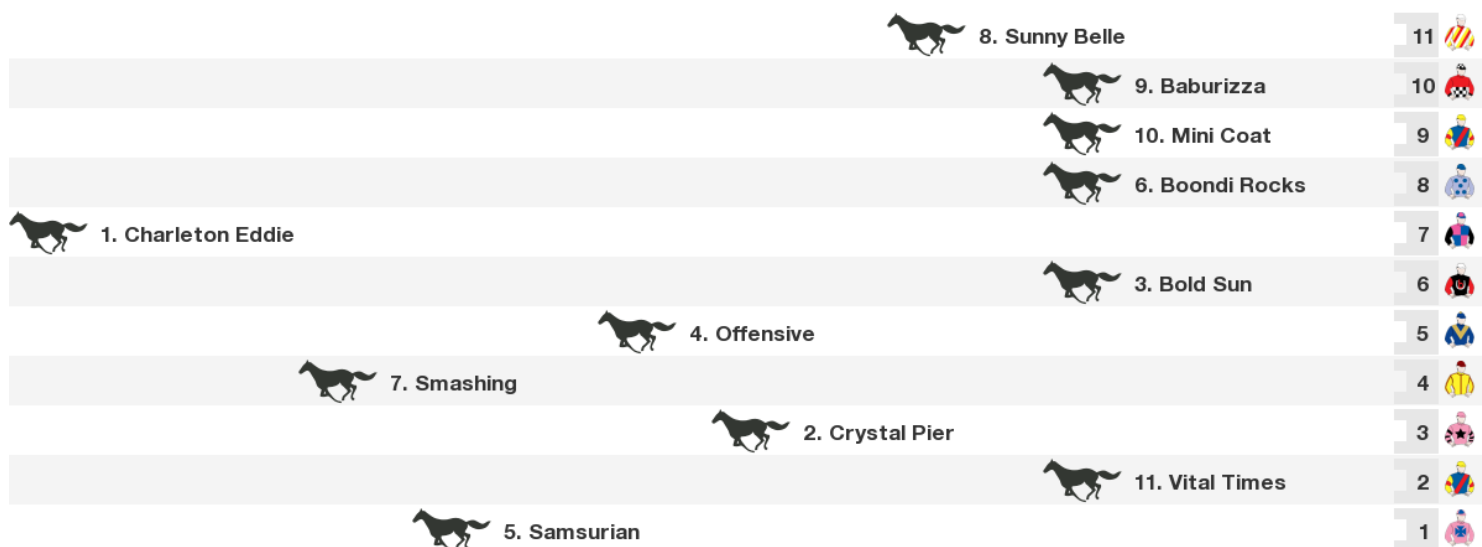 8. Sunny Belle 11
9. Baburizza 10
10. Mini Coat 9
6. Boondi Rocks 8
1. Charleton Eddie 7
3. Bold Sun 6
4. Offensive 5
7. Smashing 4
2. Crystal Pier 3
11. Vital Times 2
5. Samsurian 1